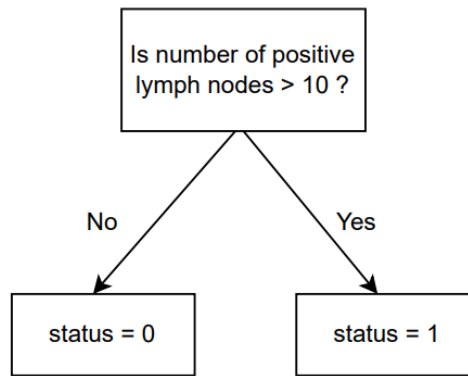 Is number of positive
lymph nodes > 10 ?
No
Yes
status = 0
status = 1